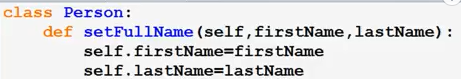 class Person:
    def setFullName(self,firstName,lastName):
        self.firstName=firstName
        self.lastName=lastName